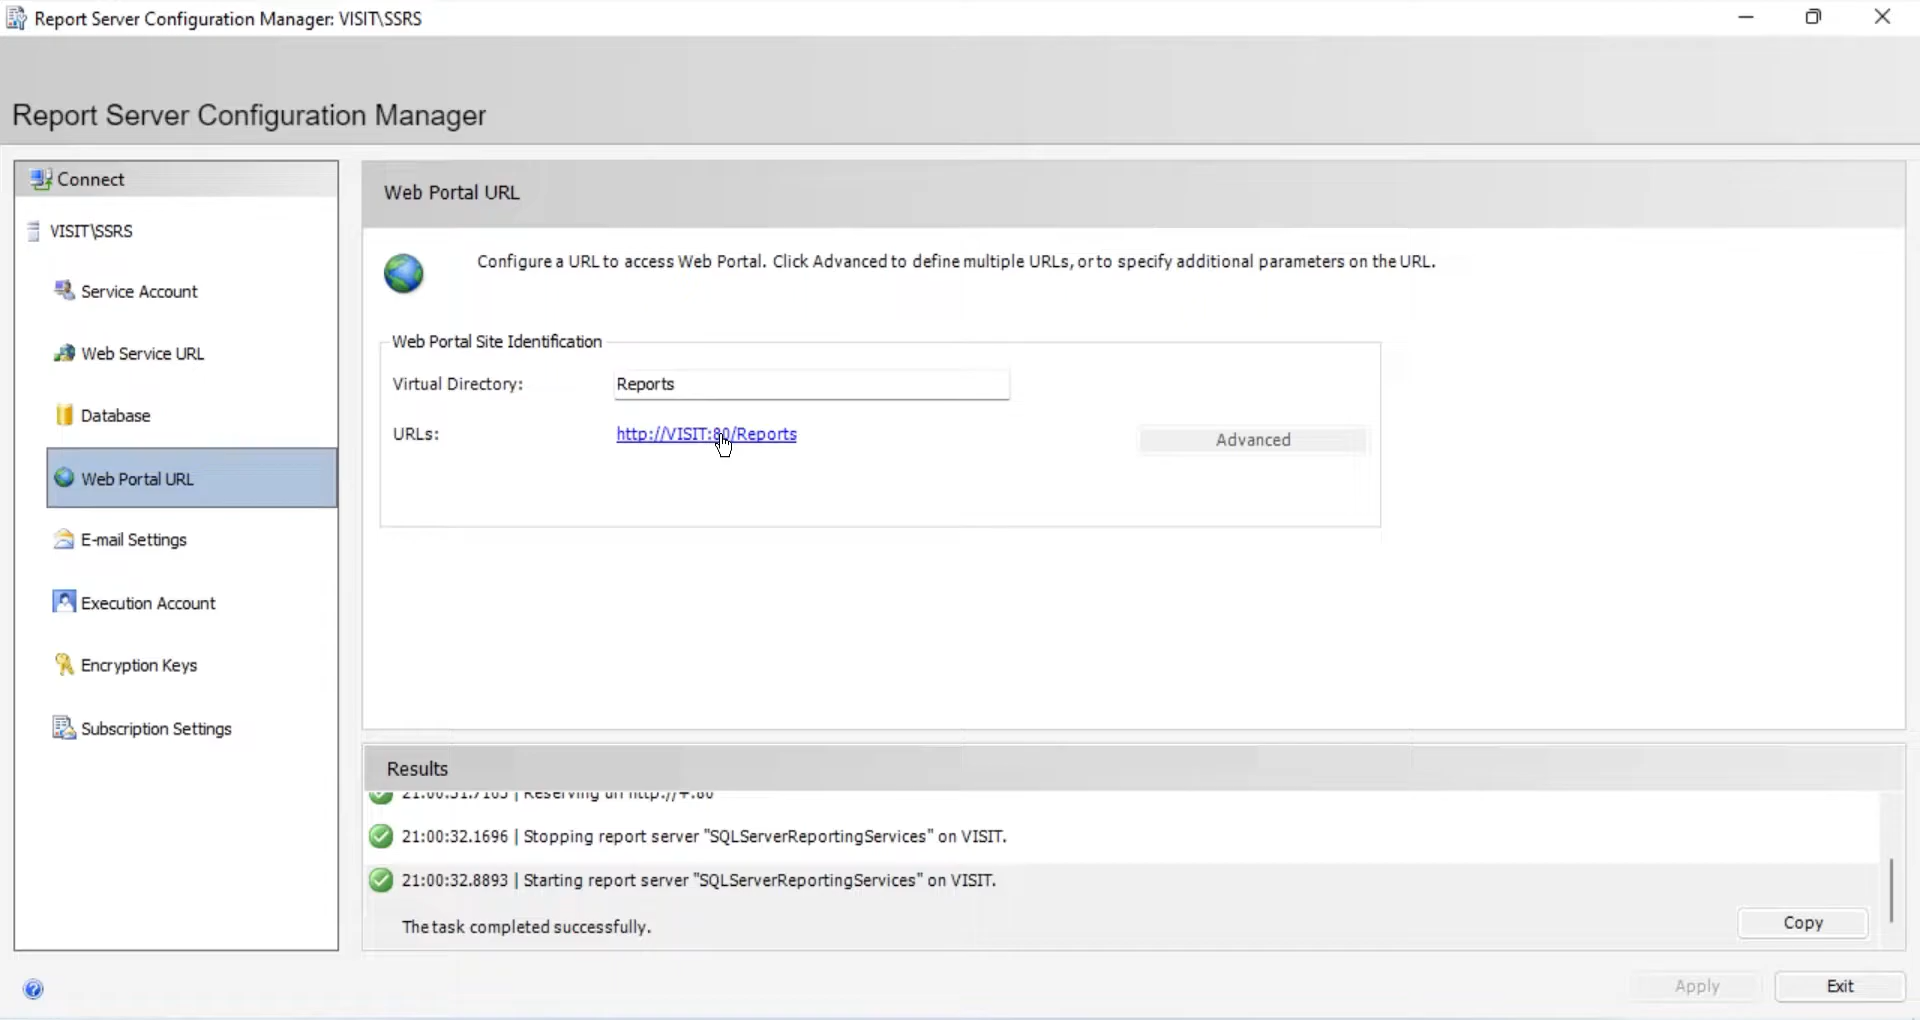 Report Server Configuration Manager: VISIT\SSRS
Report Server Configuration Manager
Connect
VISIT\SSRS
Service Account
Web Service URL
Database
Web Portal URL
E-mail Settings
Execution Account
Encryption Keys
Subscription Settings
Web Portal URL
Configure a URL to access Web Portal. Click Advanced to define multiple URLs, or to specify additional parameters on the URL.
Web Portal Site Identification
Virtual Directory: Reports
URLs: http://VISIT:80/Reports
Advanced
Results
21:00:32.1696 | Stopping report server "SQLServerReportingServices" on VISIT.
21:00:32.8893 | Starting report server "SQLServerReportingServices" on VISIT.
The task completed successfully.
Copy
Apply
Exit